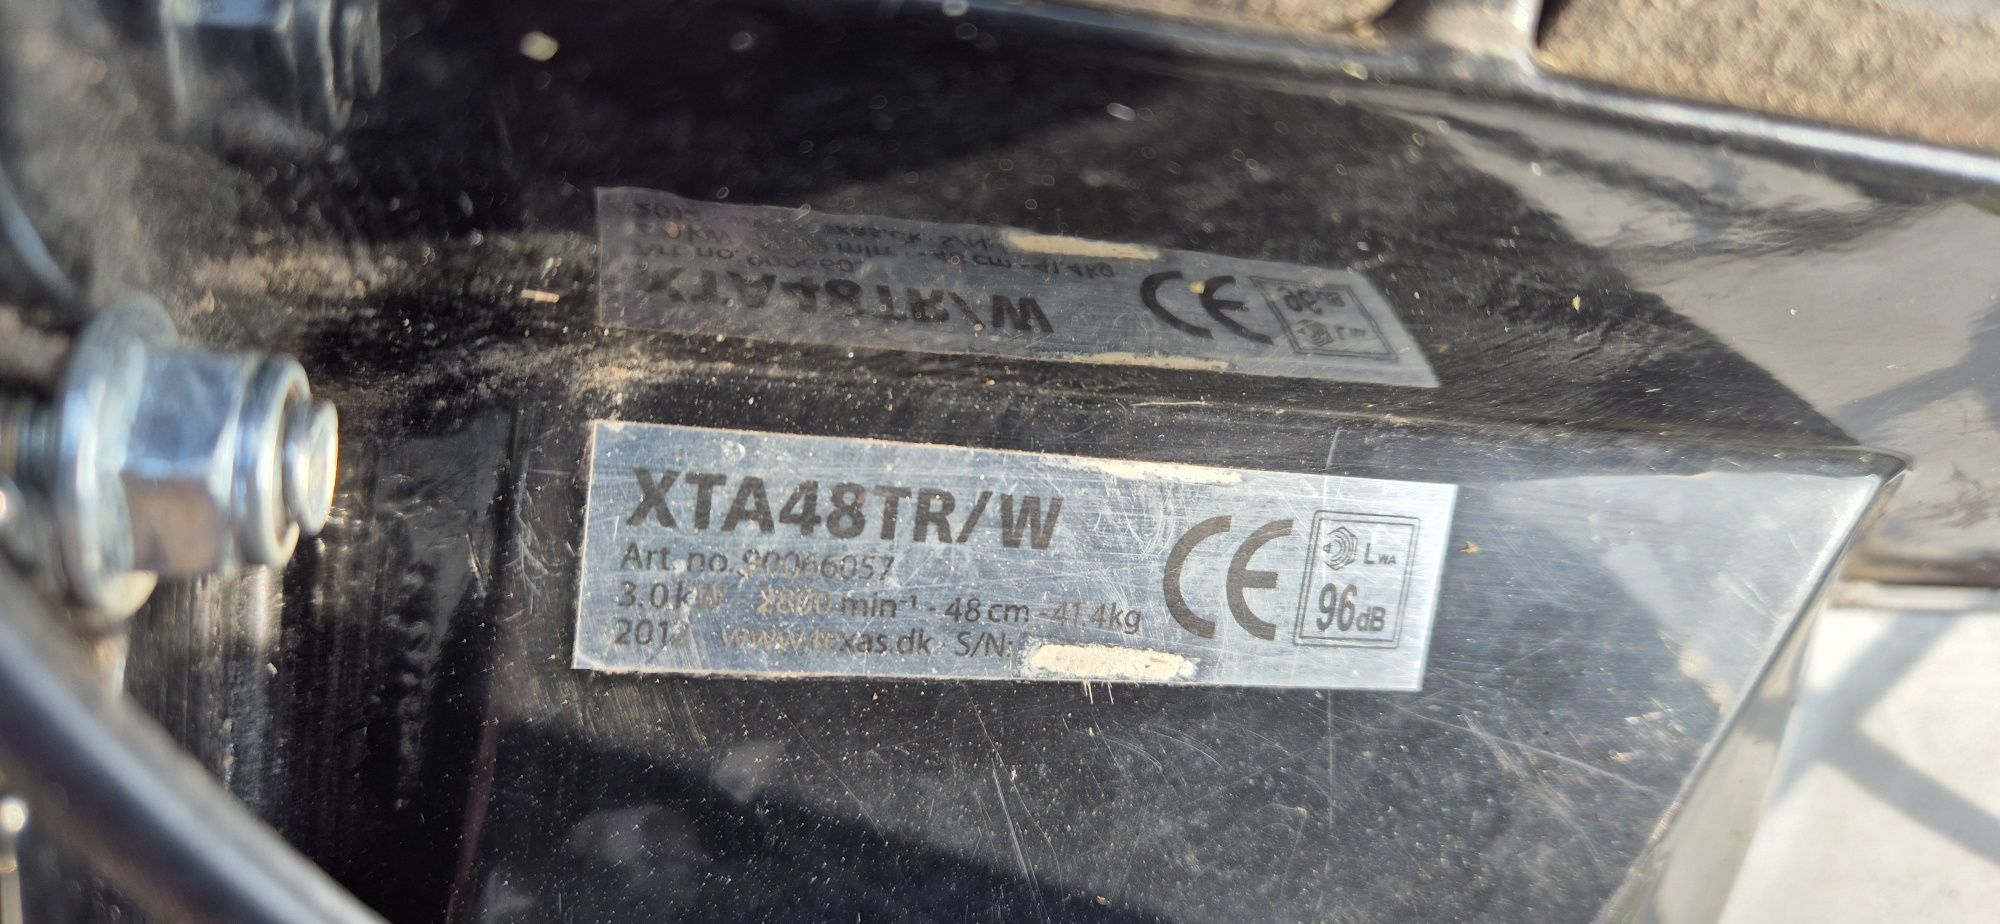 XTA48TR/W
Art. no. 90066057
3.0 kW - 2800 min⁻¹ - 48 cm - 41,4kg
2012 - www.texas.dk - S/N:
CE
LWA
96dB